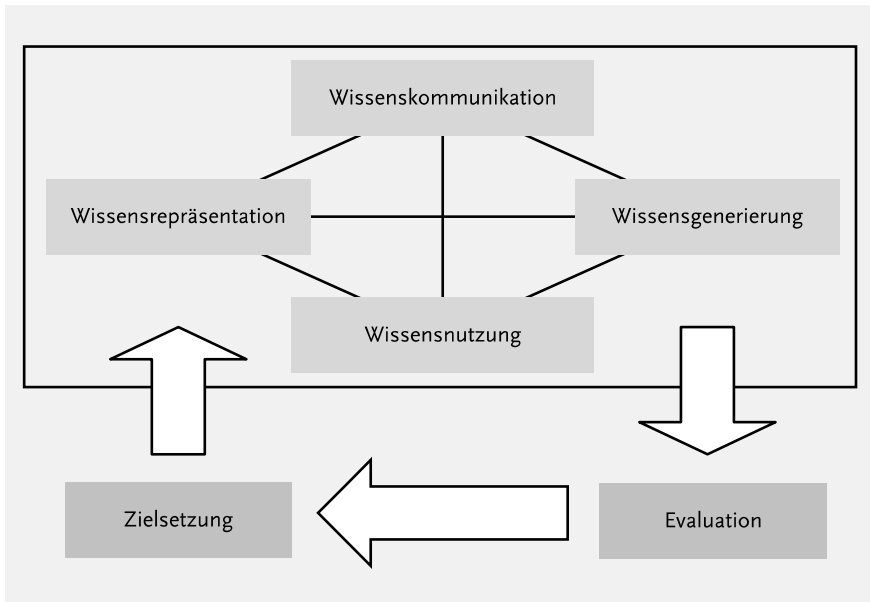 Wissenskommunikation
Wissensrepräsentation
Wissensgenerierung
Wissensnutzung
Zielsetzung
Evaluation